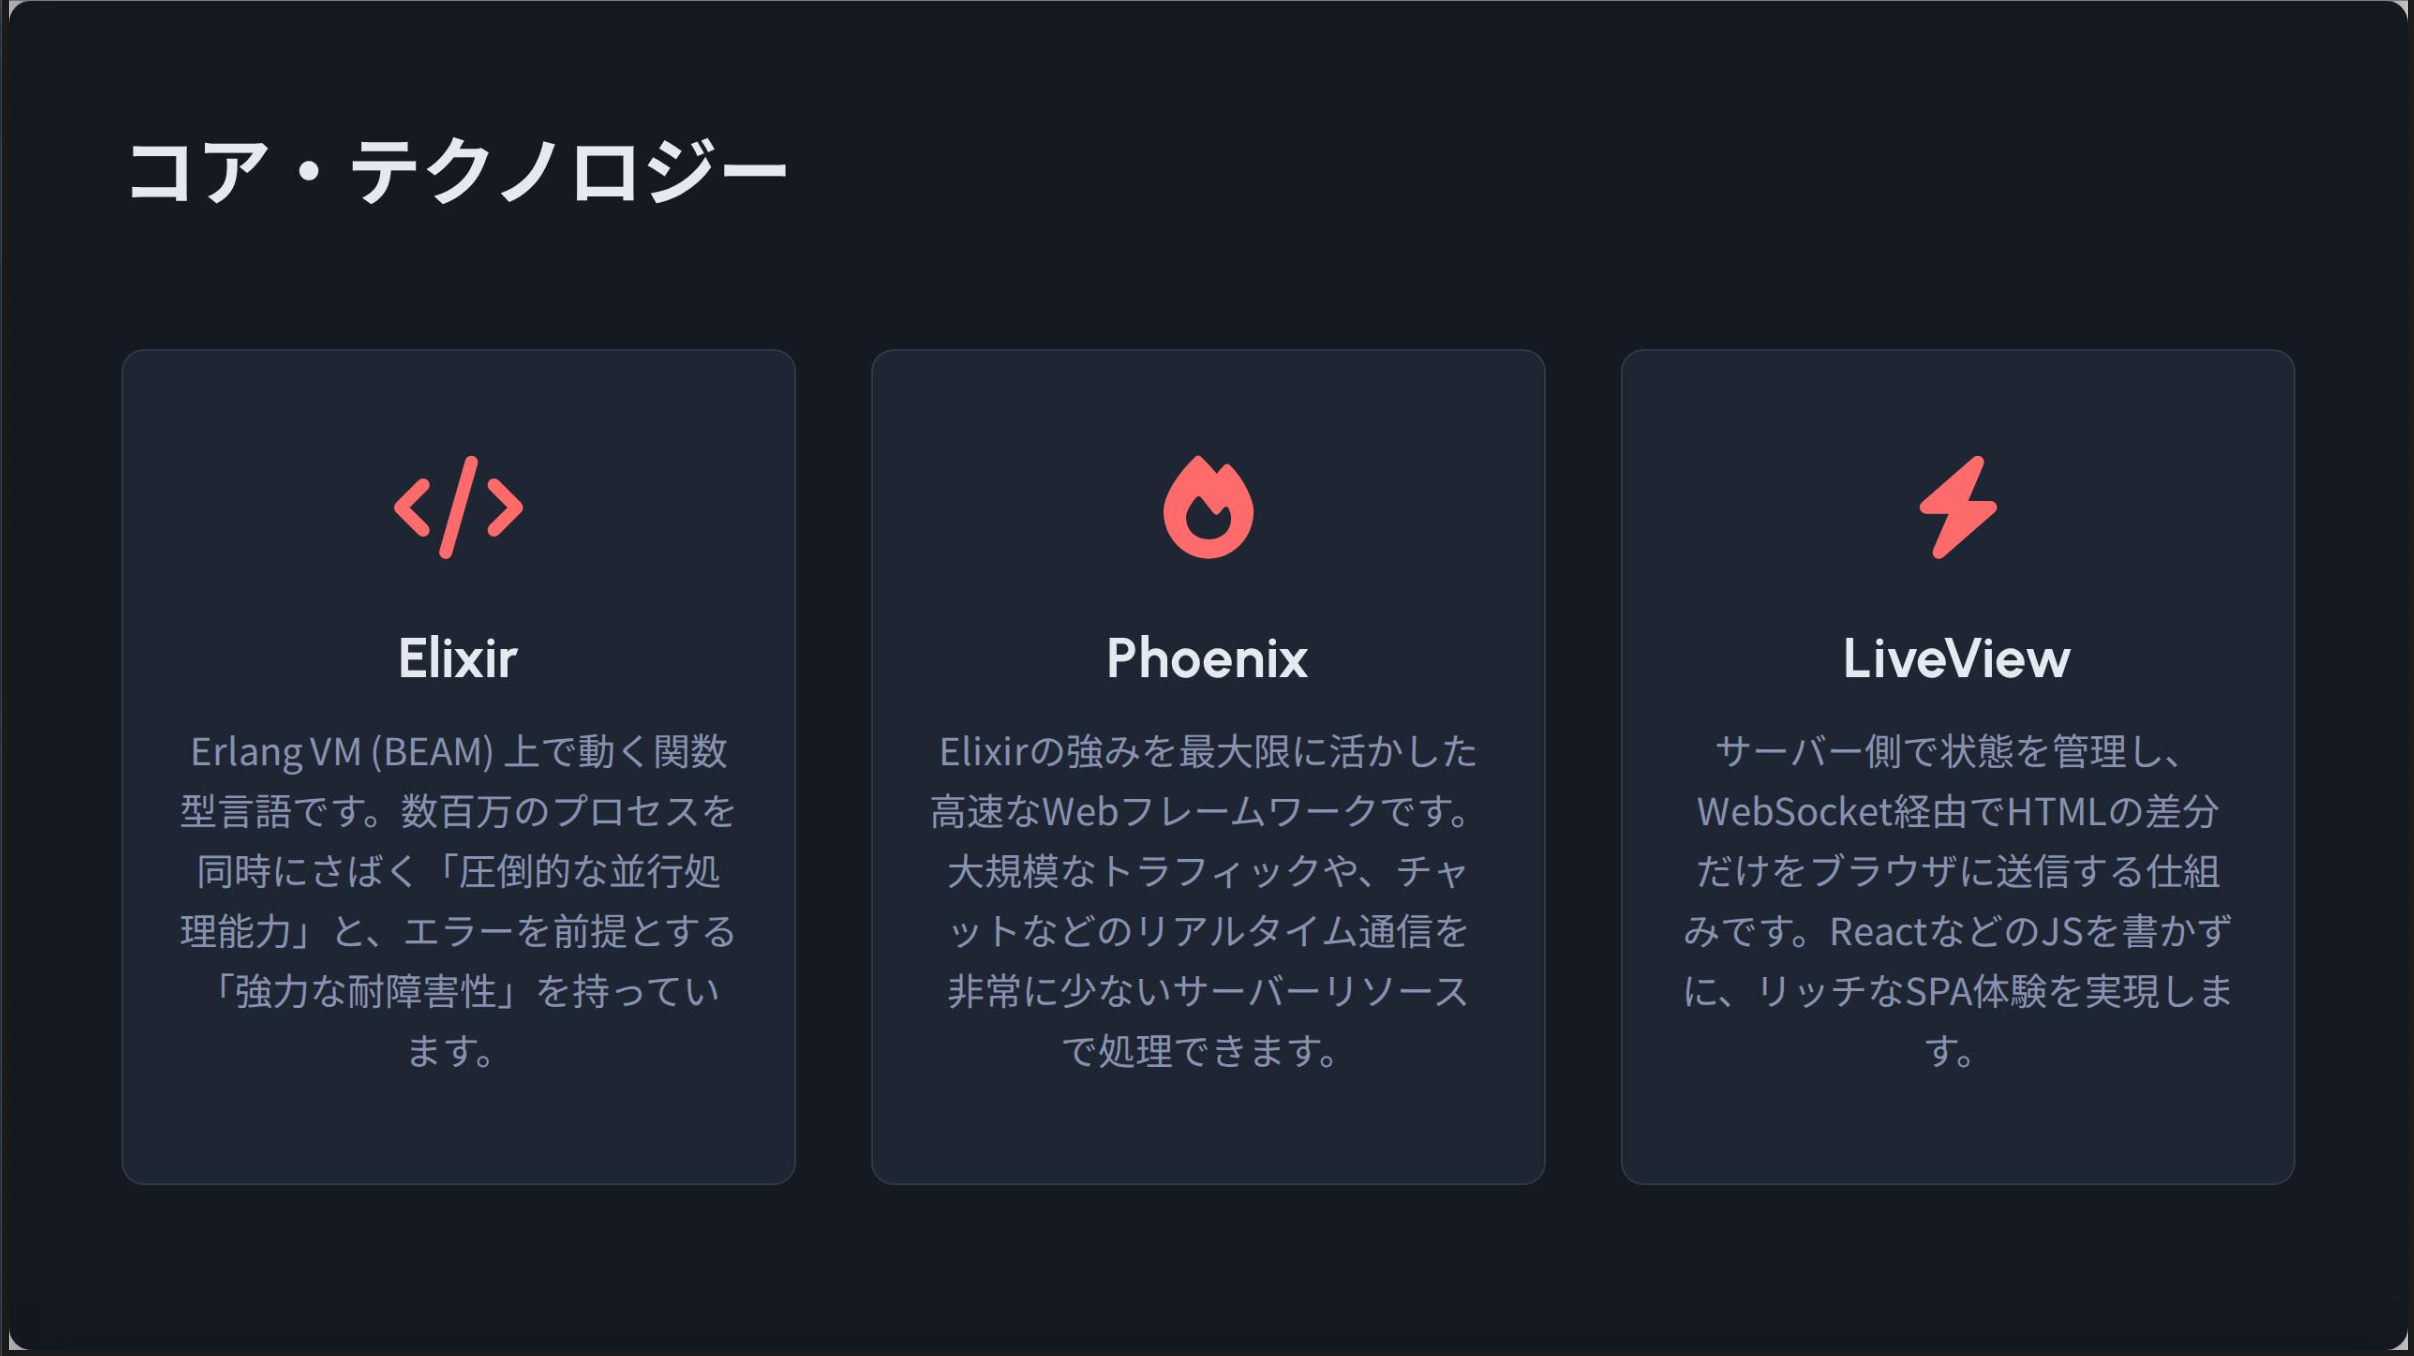 コア・テクノロジー
Elixir
Erlang VM (BEAM) 上で動く関数
型言語です。数百万のプロセスを
同時にさばく「圧倒的な並行処
理能力」と、エラーを前提とする
「強力な耐障害性」を持ってい
ます。
Phoenix
Elixirの強みを最大限に活かした
高速なWebフレームワークです。
大規模なトラフィックや、チャ
ットなどのリアルタイム通信を
非常に少ないサーバーリソース
で処理できます。
LiveView
サーバー側で状態を管理し、
WebSocket経由でHTMLの差分
だけをブラウザに送信する仕組
みです。ReactなどのJSを書かず
に、リッチなSPA体験を実現しま
す。